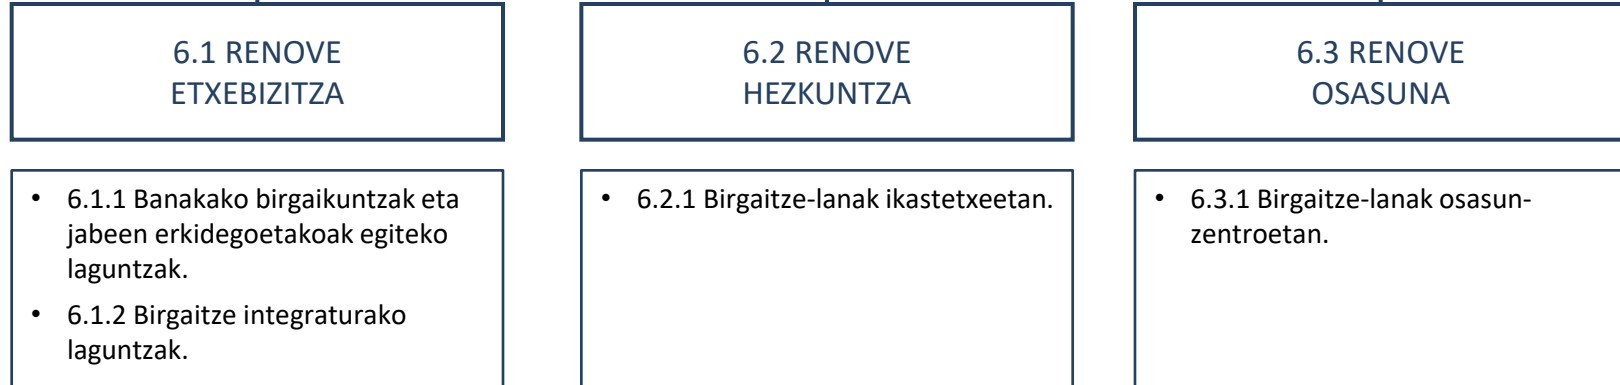 6.1 RENOVE
ETXEBIZITZA
6.2 RENOVE
HEZKUNTZA
6.3 RENOVE
OSASUNA
• 6.1.1 Banakako birgaikuntzak eta
jabeen erkidegoetakoak egiteko
laguntzak.
• 6.1.2 Birgaitze integraturako
laguntzak.
• 6.2.1 Birgaitze-lanak ikastetxeetan.
• 6.3.1 Birgaitze-lanak osasun-
zentroetan.